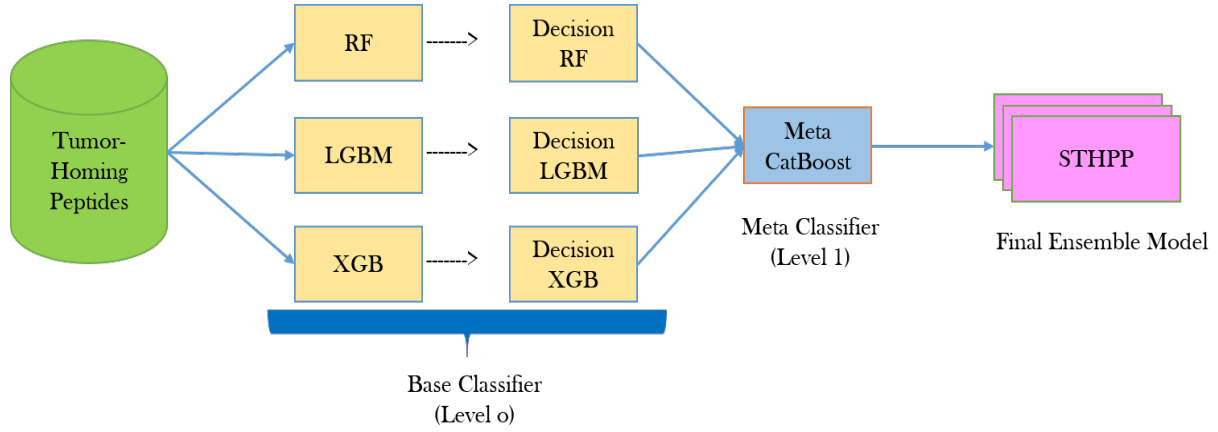 Tumor-
Homing
Peptides
RF
Decision
RF
LGBM
Decision
LGBM
XGB
Decision
XGB
Base Classifier
(Level 0)
Meta
CatBoost
Meta Classifier
(Level 1)
STHPP
Final Ensemble Model